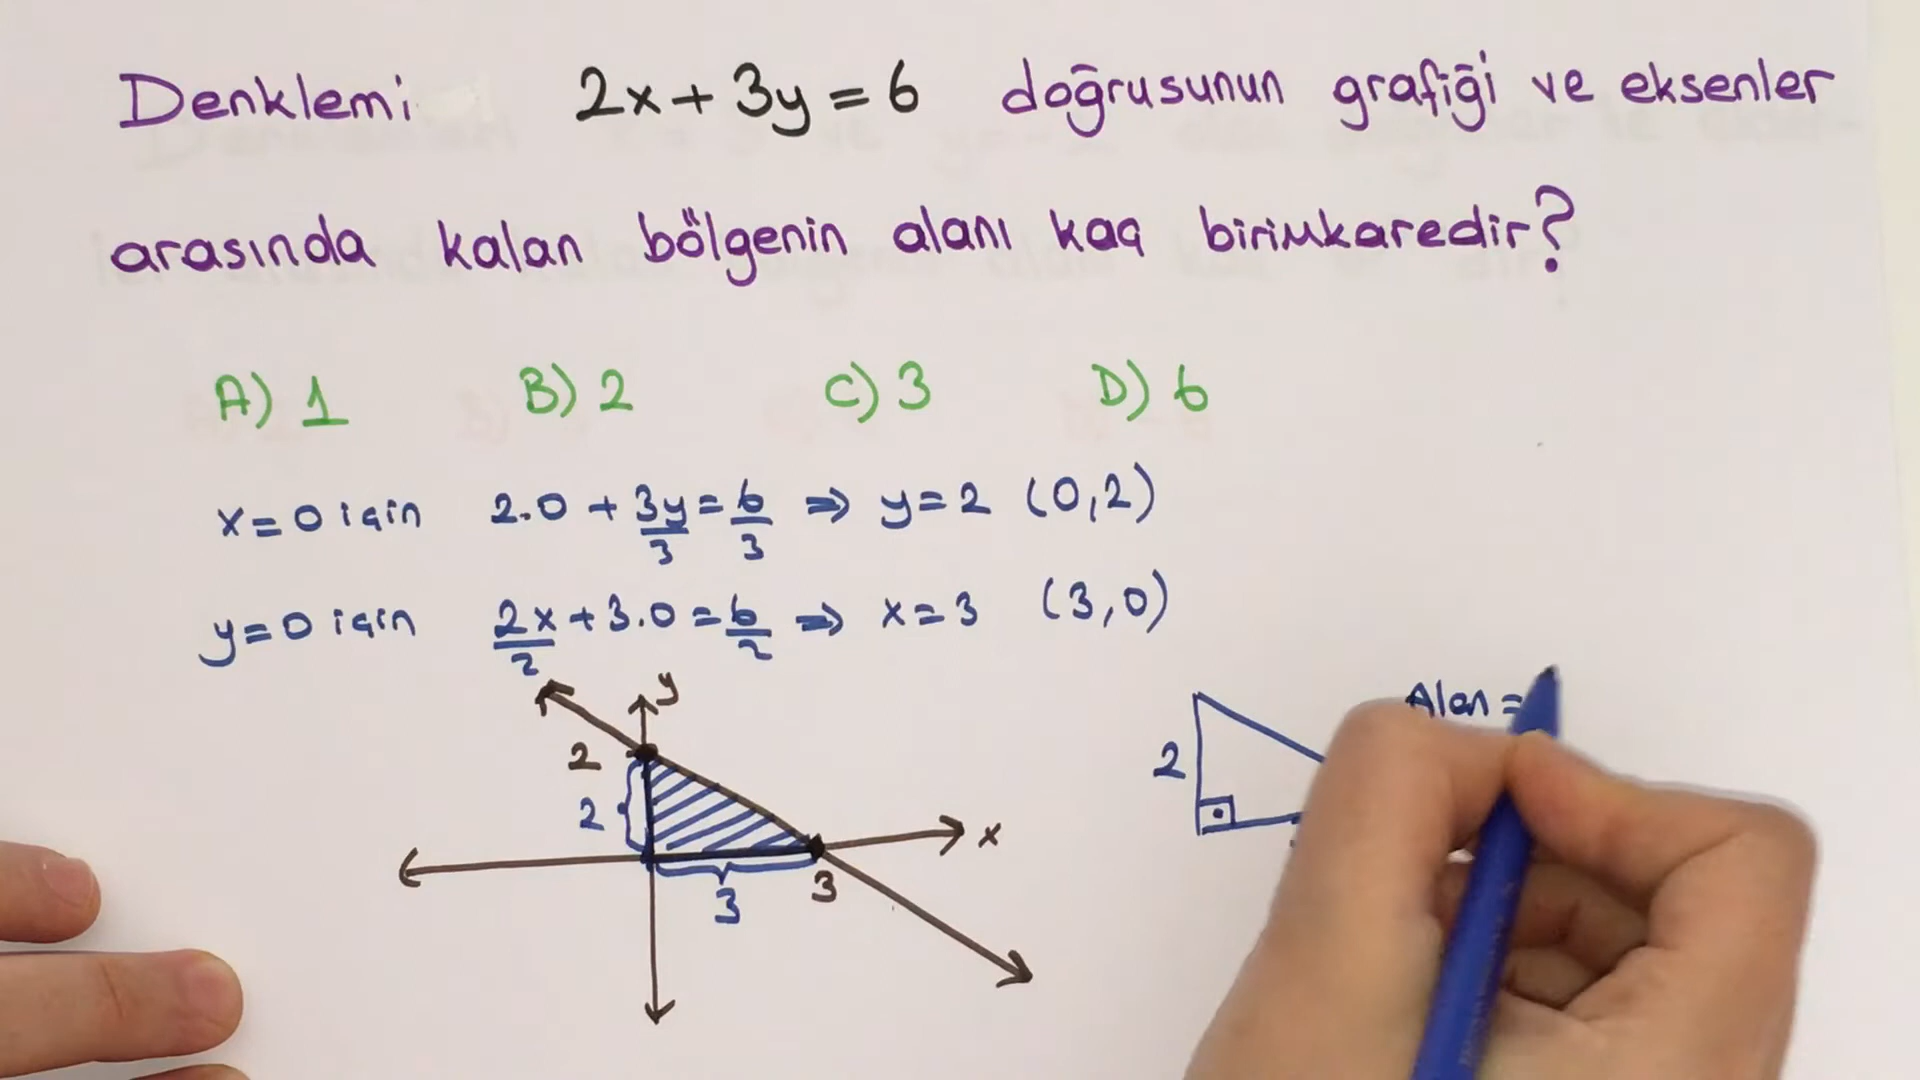 Denklemi 2x+3y=6 doğrusunun grafiği ve eksenler
arasında kalan bölgenin alanı kaç birimkaredir?
A) 1 B) 2 C) 3 D) 6
x=0 için 2.0 + 3y/3 = 6/3 ⇒ y=2 (0,2)
y=0 için 2x/2 + 3.0 = 6/2 ⇒ x=3 (3,0)
y
2
2
x
3
3
Alan =
2